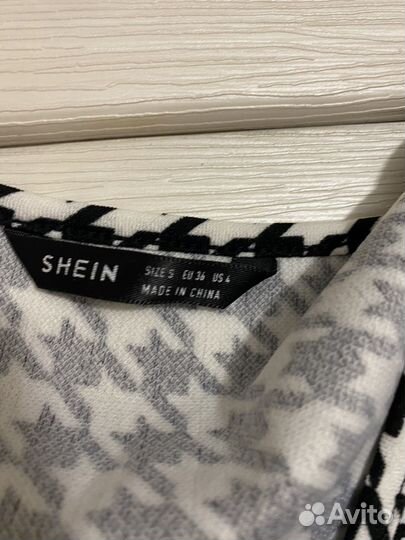 SHEIN
SIZE S EU 36 US 4
MADE IN CHINA
Avito